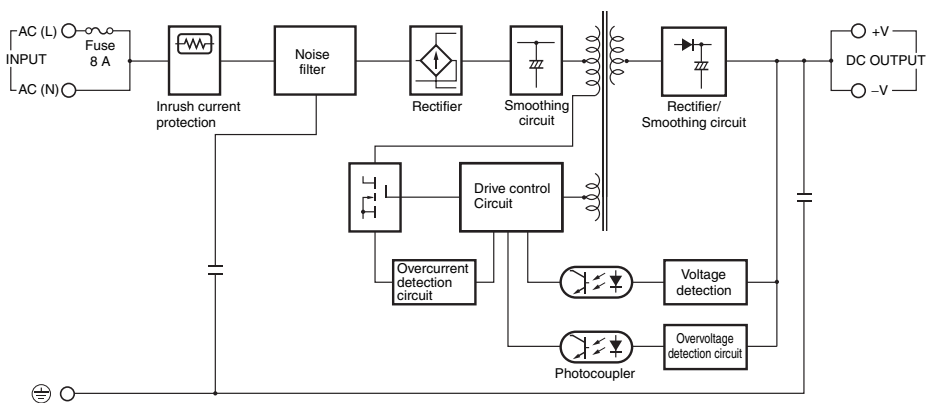 AC (L)
Fuse
8 A
INPUT
AC (N)
Inrush current
protection
Noise
filter
Rectifier
Smoothing
circuit
Rectifier/
Smoothing circuit
+V
DC OUTPUT
–V
Drive control
Circuit
Overcurrent
detection
circuit
Voltage
detection
Overvoltage
detection circuit
Photocoupler